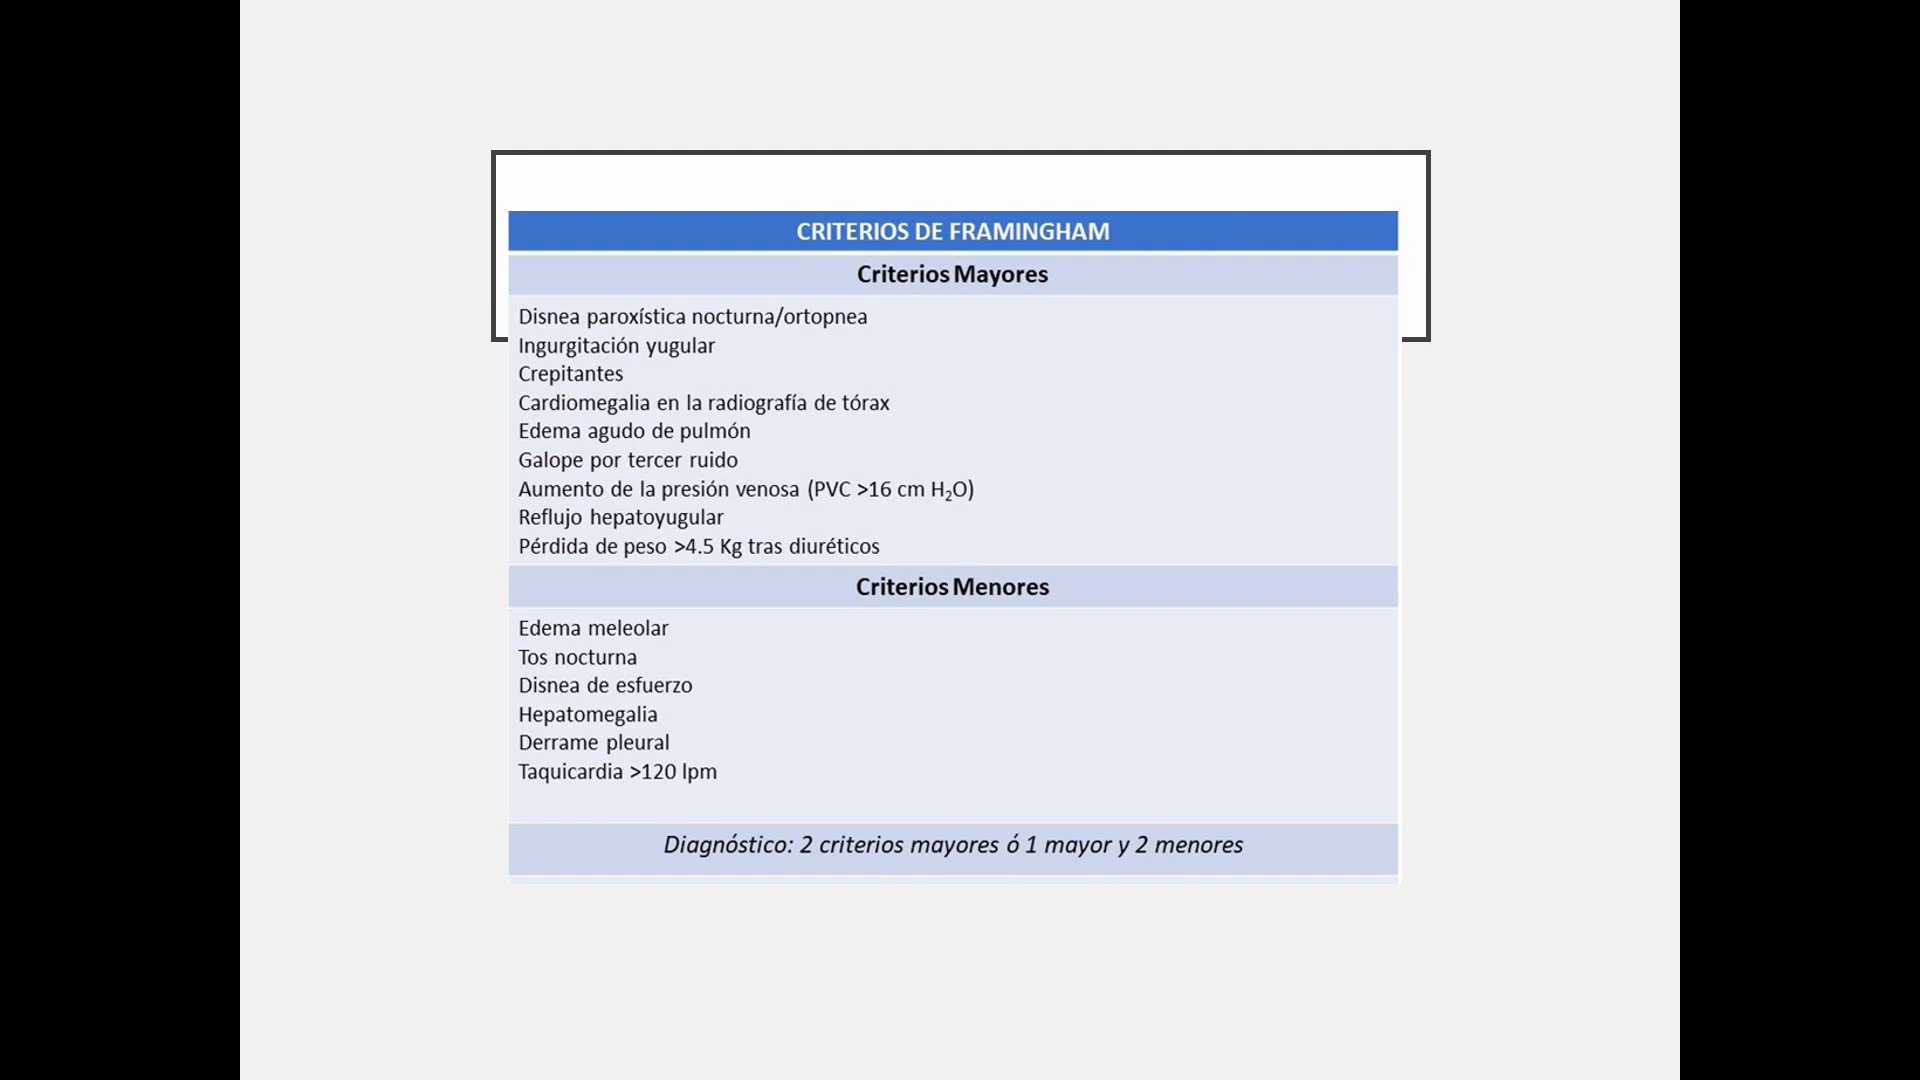 CRITERIOS DE FRAMINGHAM
Criterios Mayores
Disnea paroxística nocturna/ortopnea
Ingurgitación yugular
Crepitantes
Cardiomegalia en la radiografía de tórax
Edema agudo de pulmón
Galope por tercer ruido
Aumento de la presión venosa (PVC >16 cm H₂O)
Reflujo hepatoyugular
Pérdida de peso >4.5 Kg tras diuréticos
Criterios Menores
Edema meleolar
Tos nocturna
Disnea de esfuerzo
Hepatomegalia
Derrame pleural
Taquicardia >120 lpm
Diagnóstico: 2 criterios mayores ó 1 mayor y 2 menores